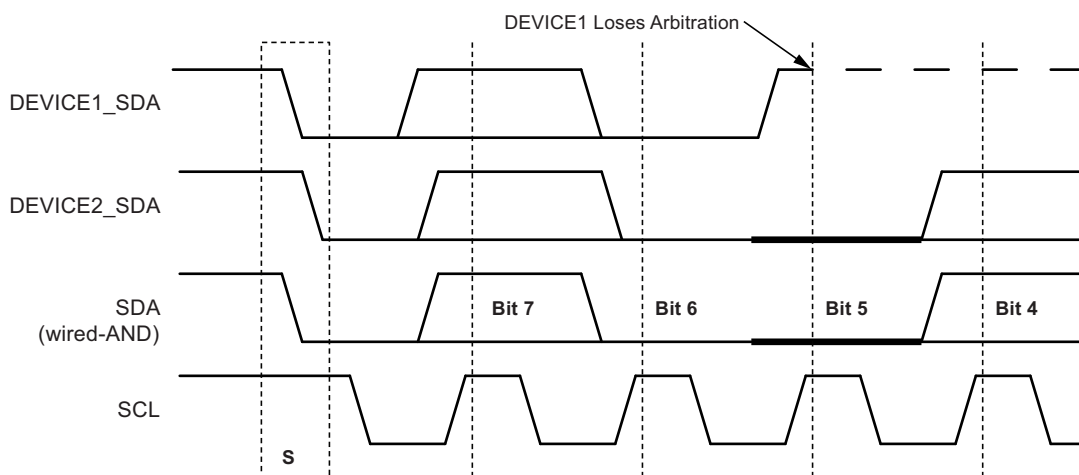 DEVICE1 Loses Arbitration
DEVICE1_SDA
DEVICE2_SDA
SDA
(wired-AND)
Bit 7
Bit 6
Bit 5
Bit 4
SCL
S